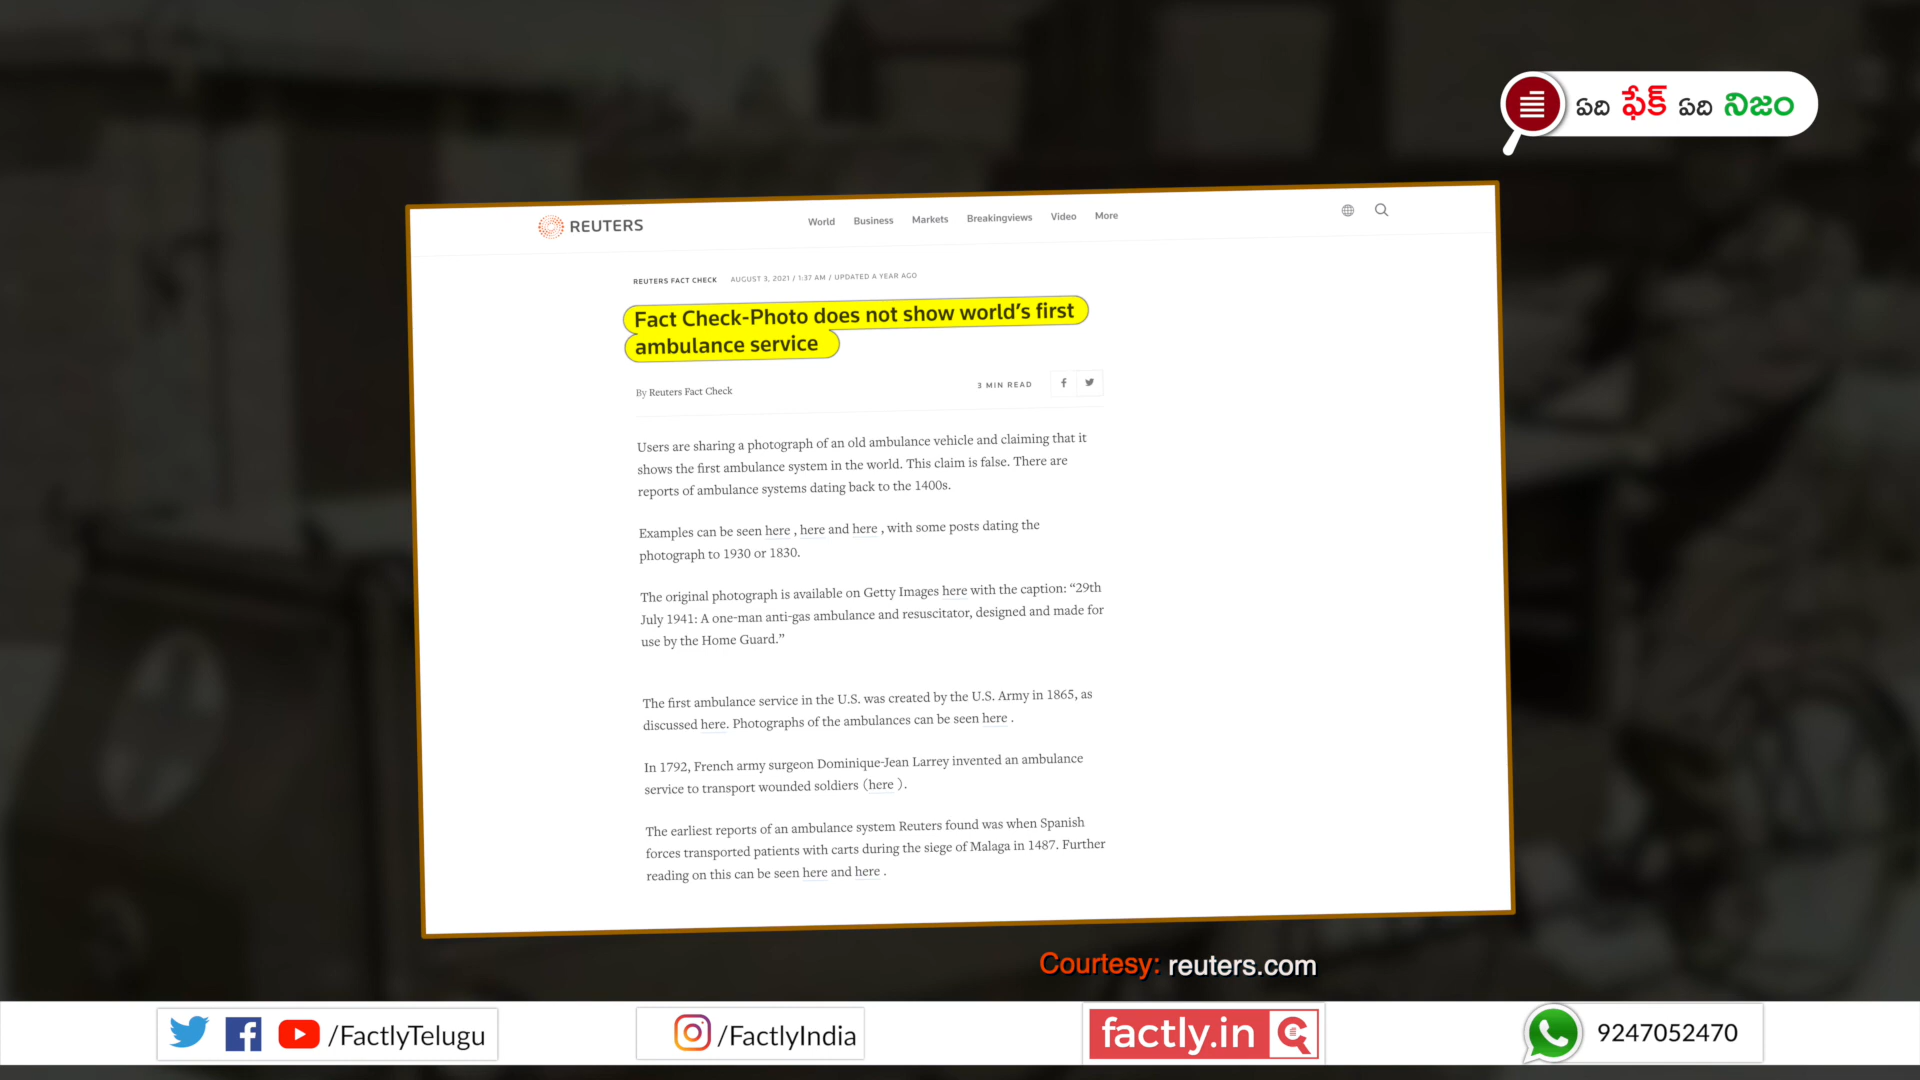 ఏది ఫేక్ ఏది నిజం
REUTERS
World Business Markets Breakingviews Video More
REUTERS FACT CHECK AUGUST 3, 2021 / 1:37 AM / UPDATED A YEAR AGO
Fact Check-Photo does not show world’s first
ambulance service
By Reuters Fact Check
3 MIN READ
Users are sharing a photograph of an old ambulance vehicle and claiming that it
shows the first ambulance system in the world. This claim is false. There are
reports of ambulance systems dating back to the 1400s.
Examples can be seen here , here and here , with some posts dating the
photograph to 1930 or 1830.
The original photograph is available on Getty Images here with the caption: “29th
July 1941: A one-man anti-gas ambulance and resuscitator, designed and made for
use by the Home Guard.”
The first ambulance service in the U.S. was created by the U.S. Army in 1865, as
discussed here. Photographs of the ambulances can be seen here .
In 1792, French army surgeon Dominique-Jean Larrey invented an ambulance
service to transport wounded soldiers (here ).
The earliest reports of an ambulance system Reuters found was when Spanish
forces transported patients with carts during the siege of Malaga in 1487. Further
reading on this can be seen here and here .
Courtesy: reuters.com
/FactlyTelugu
/FactlyIndia
factly.in
9247052470